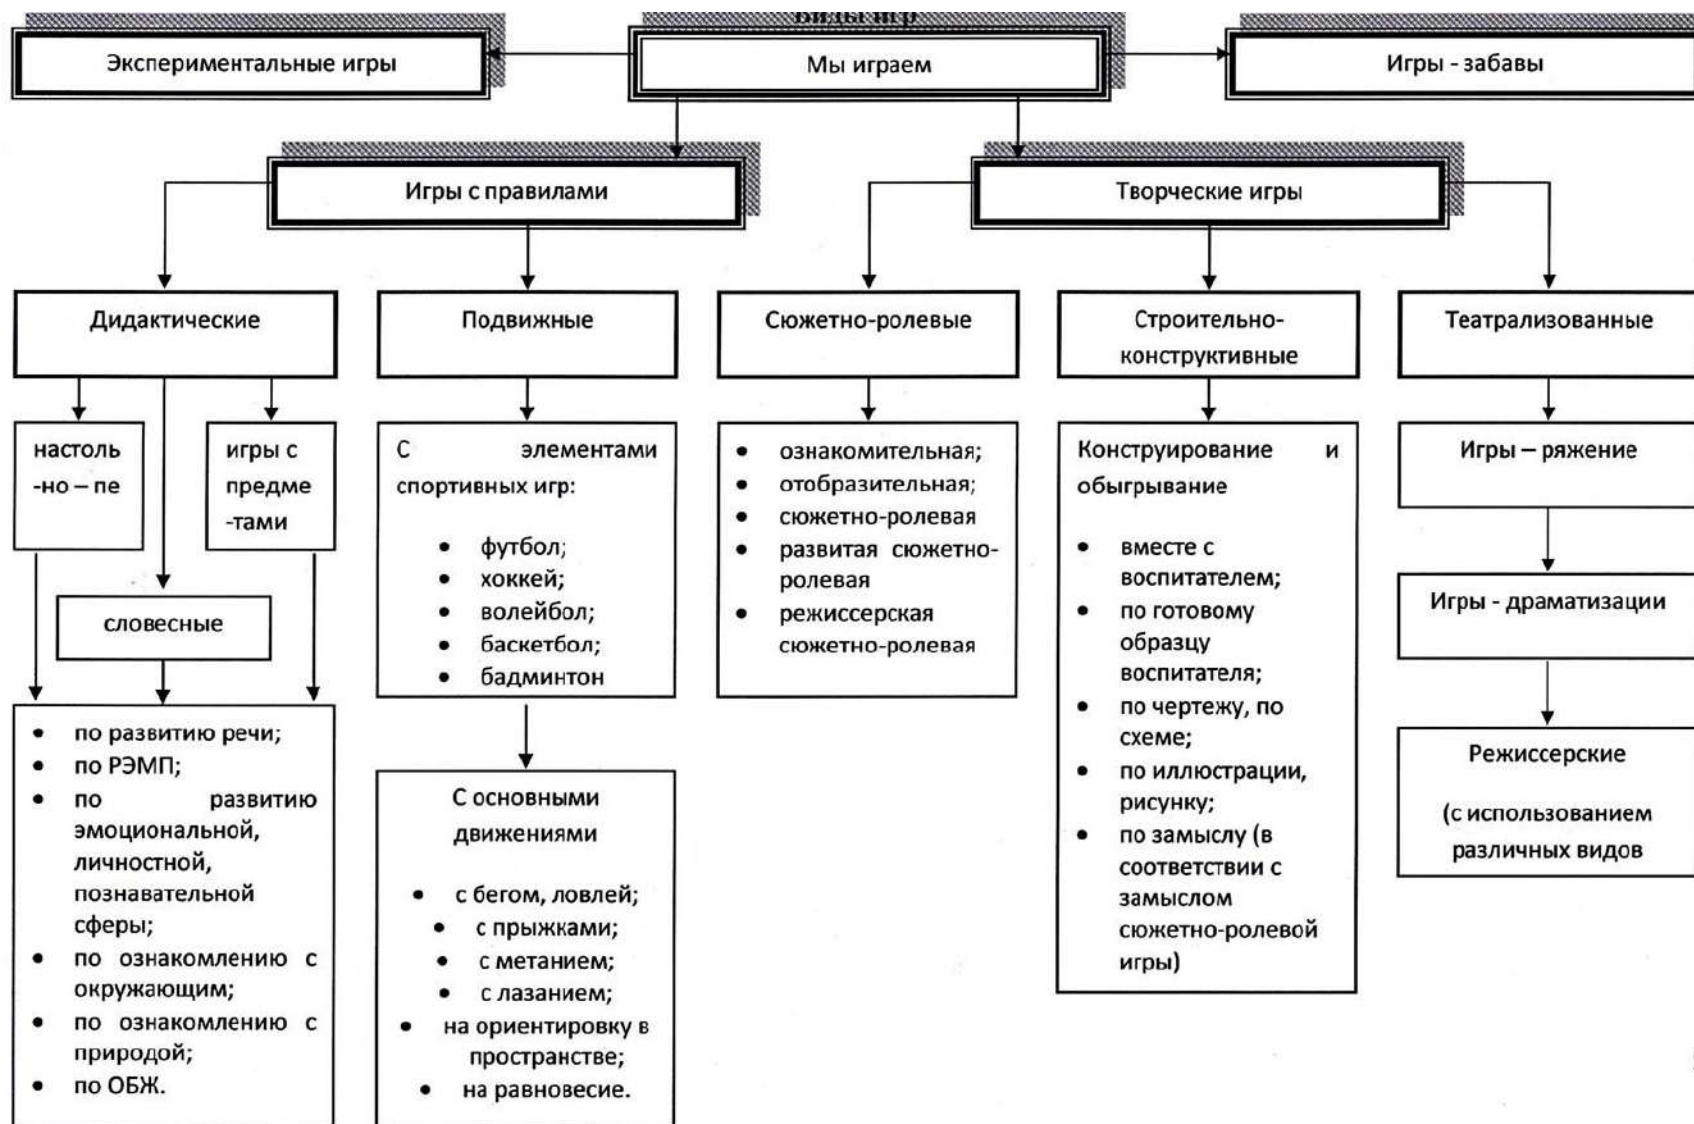 Виды игр
Экспериментальные игры
Мы играем
Игры - забавы
Игры с правилами
Творческие игры
Дидактические
Подвижные
Сюжетно-ролевые
Строительно-
конструктивные
Театрализованные
настоль
-но – пе
игры с
предме
-тами
словесные
• по развитию речи;
• по РЭМП;
• по развитию
эмоциональной,
личностной,
познавательной
сферы;
• по ознакомлению с
окружающим;
• по ознакомлению с
природой;
• по ОБЖ.
С элементами
спортивных игр:
• футбол;
• хоккей;
• волейбол;
• баскетбол;
• бадминтон
С основными
движениями
• с бегом, ловлей;
• с прыжками;
• с метанием;
• с лазанием;
• на ориентировку в
пространстве;
• на равновесие.
• ознакомительная;
• отобразительная;
• сюжетно-ролевая
• развитая сюжетно-
ролевая
• режиссерская
сюжетно-ролевая
Конструирование и
обыгрывание
• вместе с
воспитателем;
• по готовому
образцу
воспитателя;
• по чертежу, по
схеме;
• по иллюстрации,
рисунку;
• по замыслу (в
соответствии с
замыслом
сюжетно-ролевой
игры)
Игры – ряжение
Игры - драматизации
Режиссерские
(с использованием
различных видов